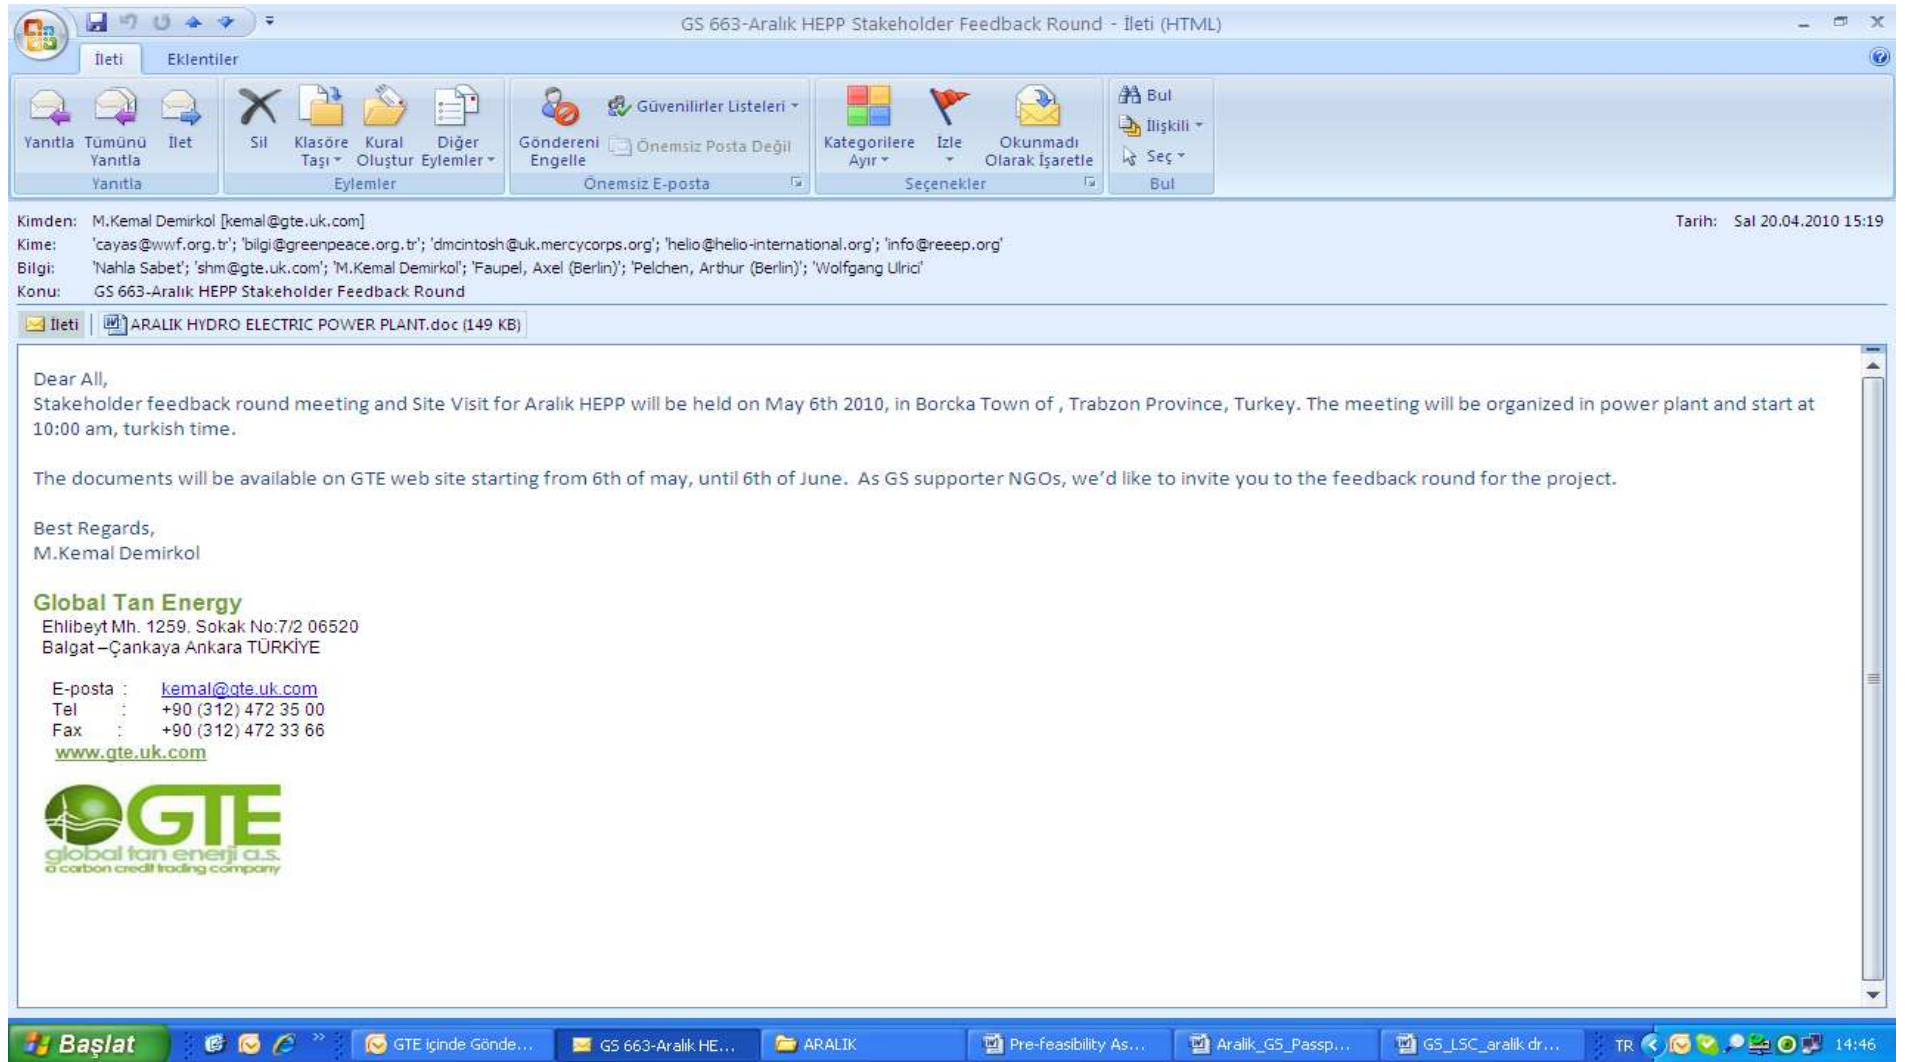 GS 663-Aralık HEPP Stakeholder Feedback Round - İleti (HTML)
İleti Eklentiler
Yanıtla Tümünü Yanıtla İlet
Sil Klasöre Taşı Kural Oluştur Diğer Eylemler
Göndereni Engelle Güvenilirler Listeleri Önemsiz Posta Değil
Kategorilere Ayır İzle Okunmadı Olarak İşaretle
Bul
İlişkili
Seç
Yanıtla Eylemler Önemsiz E-posta Seçenekler Bul
Kimden: M.Kemal Demirkol [kemal@gte.uk.com] Tarih: Sal 20.04.2010 15:19
Kime: 'cayas@wwf.org.tr'; 'bilgi@greenpeace.org.tr'; 'dmcintosh@uk.mercycorps.org'; 'helio@helio-international.org'; 'info@reeep.org'
Bilgi: 'Nahla Sabet'; 'shm@gte.uk.com'; 'M.Kemal Demirkol'; 'Faupel, Axel (Berlin)'; 'Pelchen, Arthur (Berlin)'; 'Wolfgang Ulrici'
Konu: GS 663-Aralık HEPP Stakeholder Feedback Round
İleti ARALIK HYDRO ELECTRIC POWER PLANT.doc (149 KB)
Dear All,
Stakeholder feedback round meeting and Site Visit for Aralık HEPP will be held on May 6th 2010, in Borcka Town of , Trabzon Province, Turkey. The meeting will be organized in power plant and start at
10:00 am, turkish time.
The documents will be available on GTE web site starting from 6th of may, until 6th of June. As GS supporter NGOs, we'd like to invite you to the feedback round for the project.
Best Regards,
M.Kemal Demirkol
Global Tan Energy
Ehlibeyt Mh. 1259. Sokak No:7/2 06520
Balgat –Çankaya Ankara TÜRKİYE
E-posta : kemal@gte.uk.com
Tel : +90 (312) 472 35 00
Fax : +90 (312) 472 33 66
www.gte.uk.com
GTE
global tan enerji a.s.
a carbon credit trading company
Başlat GTE içinde Gönde... GS 663-Aralık HE... ARALIK Pre-feasibility As... Aralik_GS_Passp... GS_LSC_aralik dr... TR 14:46